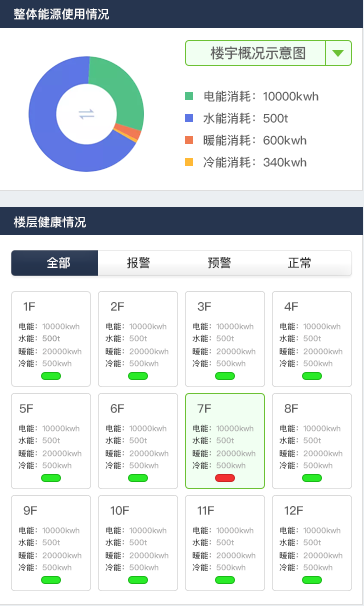 整体能源使用情况
楼宇概况示意图
电能消耗：10000kwh
水能消耗：500t
暖能消耗：600kwh
冷能消耗：340kwh
楼层健康情况
全部 报警 预警 正常
1F 2F 3F 4F
电能：10000kwh 电能：10000kwh 电能：10000kwh 电能：10000kwh
水能：500t 水能：500t 水能：500t 水能：500t
暖能：20000kwh 暖能：20000kwh 暖能：20000kwh 暖能：20000kwh
冷能：500kwh 冷能：500kwh 冷能：500kwh 冷能：500kwh
5F 6F 7F 8F
电能：10000kwh 电能：10000kwh 电能：10000kwh 电能：10000kwh
水能：500t 水能：500t 水能：500t 水能：500t
暖能：20000kwh 暖能：20000kwh 暖能：20000kwh 暖能：20000kwh
冷能：500kwh 冷能：500kwh 冷能：500kwh 冷能：500kwh
9F 10F 11F 12F
电能：10000kwh 电能：10000kwh 电能：10000kwh 电能：10000kwh
水能：500t 水能：500t 水能：500t 水能：500t
暖能：20000kwh 暖能：20000kwh 暖能：20000kwh 暖能：20000kwh
冷能：500kwh 冷能：500kwh 冷能：500kwh 冷能：500kwh